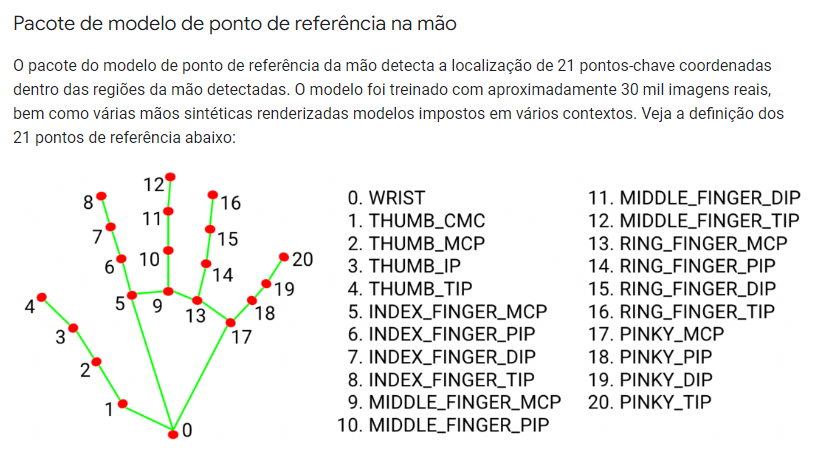 Pacote de modelo de ponto de referência na mão
O pacote do modelo de ponto de referência da mão detecta a localização de 21 pontos-chave coordenadas
dentro das regiões da mão detectadas. O modelo foi treinado com aproximadamente 30 mil imagens reais,
bem como várias mãos sintéticas renderizadas modelos impostos em vários contextos. Veja a definição dos
21 pontos de referência abaixo:
12
8
16
11
7
15
6
10
14
20
19
4
5
9
13
18
3
17
2
1
0
0. WRIST
1. THUMB_CMC
2. THUMB_MCP
3. THUMB_IP
4. THUMB_TIP
5. INDEX_FINGER_MCP
6. INDEX_FINGER_PIP
7. INDEX_FINGER_DIP
8. INDEX_FINGER_TIP
9. MIDDLE_FINGER_MCP
10. MIDDLE_FINGER_PIP
11. MIDDLE_FINGER_DIP
12. MIDDLE_FINGER_TIP
13. RING_FINGER_MCP
14. RING_FINGER_PIP
15. RING_FINGER_DIP
16. RING_FINGER_TIP
17. PINKY_MCP
18. PINKY_PIP
19. PINKY_DIP
20. PINKY_TIP